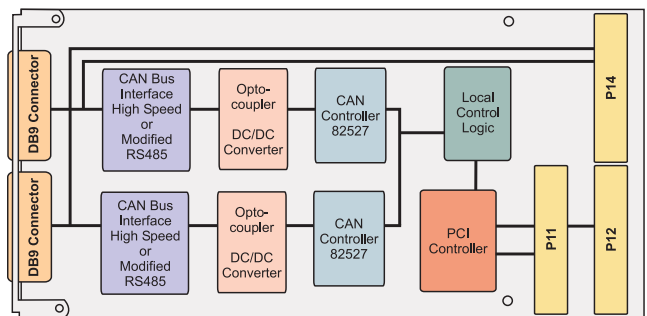 DB9 Connector
CAN Bus
Interface
High Speed
or
Modified
RS485
Opto-
coupler
DC/DC
Converter
CAN
Controller
82527
Local
Control
Logic
P14
DB9 Connector
CAN Bus
Interface
High Speed
or
Modified
RS485
Opto-
coupler
DC/DC
Converter
CAN
Controller
82527
PCI
Controller
P11
P12